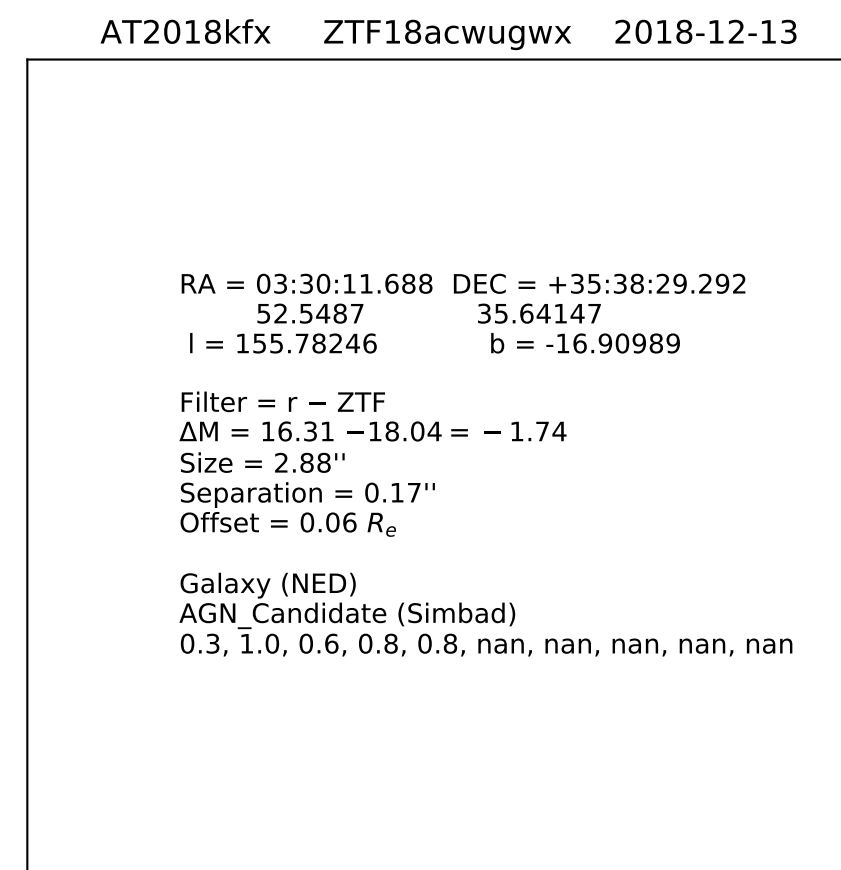 AT2018kfx ZTF18acwugwx 2018-12-13
RA = 03:30:11.688 DEC = +35:38:29.292
52.5487 35.64147
l = 155.78246 b = -16.90989
Filter = r − ZTF
ΔM = 16.31 −18.04 = − 1.74
Size = 2.88''
Separation = 0.17''
Offset = 0.06 Re
Galaxy (NED)
AGN_Candidate (Simbad)
0.3, 1.0, 0.6, 0.8, 0.8, nan, nan, nan, nan, nan